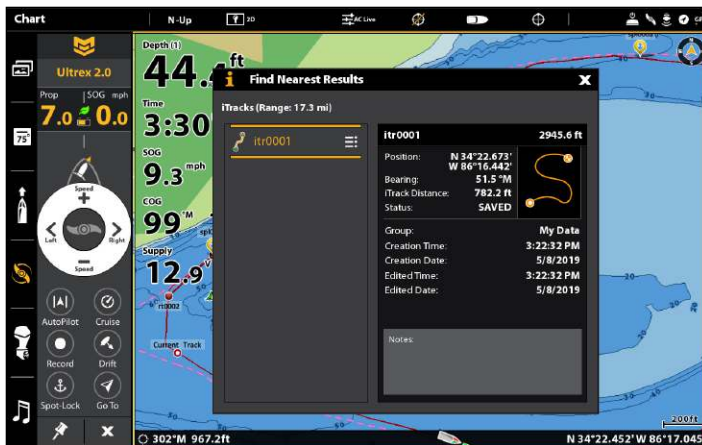 Chart
N-Up
2D
AC Live
Ultrex 2.0
Prop
SOG mph
7.0
0.0
75°
Speed
+
Left
Right
Speed
AutoPilot
Cruise
Record
Drift
Spot-Lock
Go To
X
Depth (1)
44.4 ft
Time
3:30
SOG
9.3 mph
COG
99 °M
Supply
12.9 V
rt0002
Current Track
Find Nearest Results
X
iTracks (Range: 17.3 mi)
itr0001
itr0001 2945.6 ft
Position: N 34°22.673'
W 86°16.442'
Bearing: 51.5 °M
iTrack Distance: 782.2 ft
Status: SAVED
Group: My Data
Creation Time: 3:22:32 PM
Creation Date: 5/8/2019
Edited Time: 3:22:32 PM
Edited Date: 5/8/2019
Notes:
20
20
200ft
302°M 967.2ft
N 34°22.452' W 86°17.045'